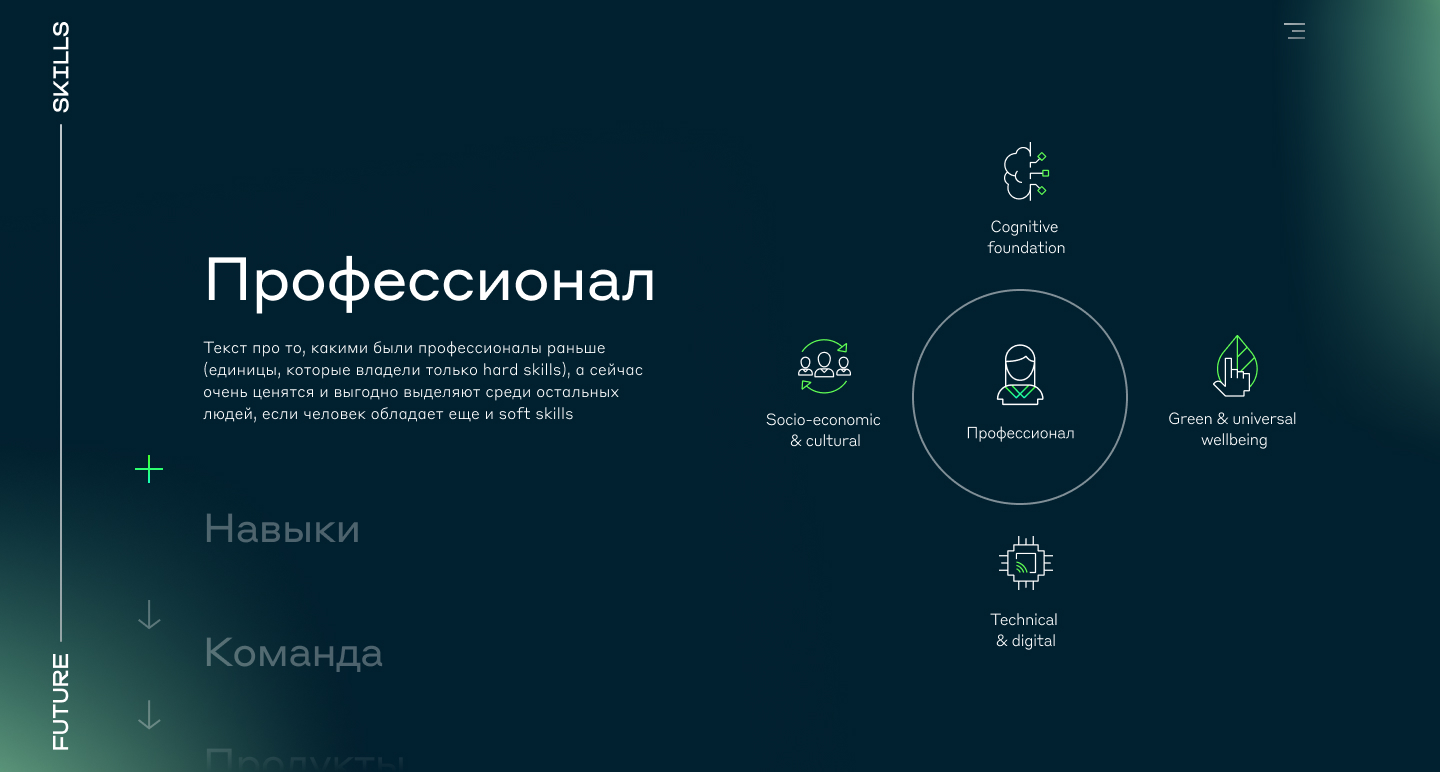 SKILLS
FUTURE
Профессионал
Текст про то, какими были профессионалы раньше
(единицы, которые владели только hard skills), а сейчас
очень ценятся и выгодно выделяют среди остальных
людей, если человек обладает еще и soft skills
Навыки
Команда
Продукты
Cognitive
foundation
Socio-economic
& cultural
Профессионал
Green & universal
wellbeing
Technical
& digital